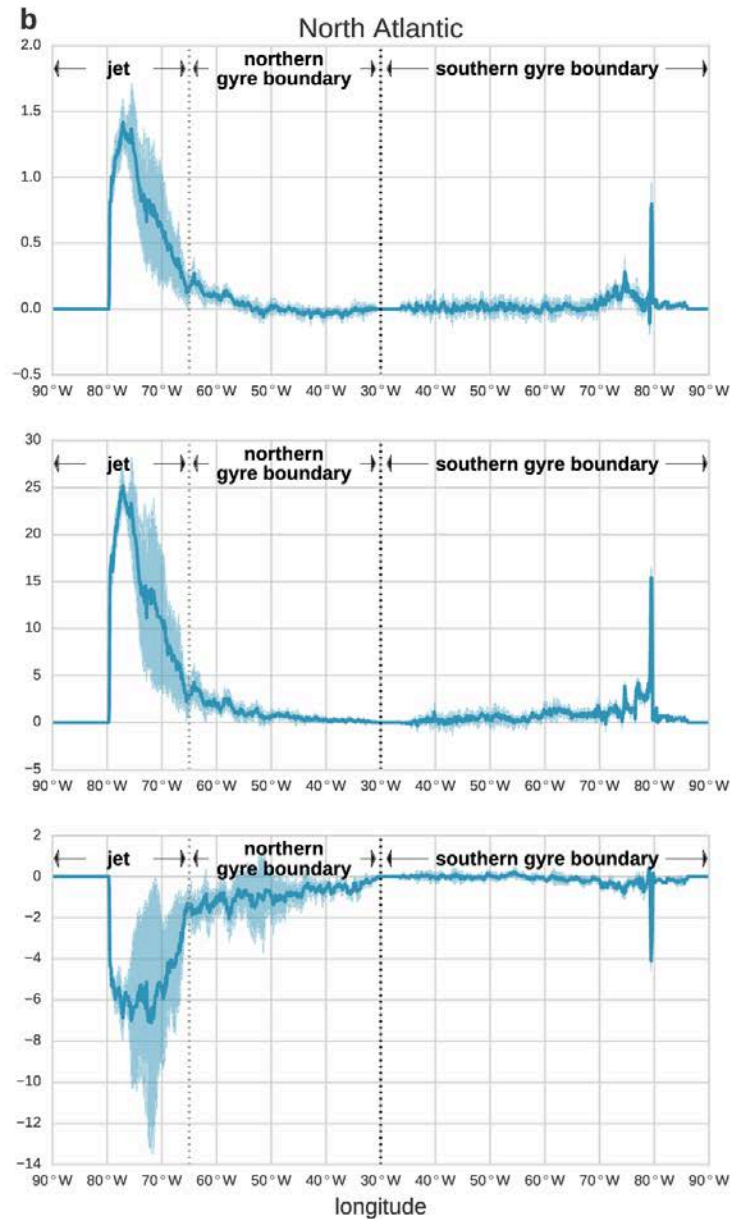 b
North Atlantic
jet
northern
gyre boundary
southern gyre boundary
2.0
1.5
1.0
0.5
0.0
−0.5
90°W 80°W 70°W 60°W 50°W 40°W 30°W 40°W 50°W 60°W 70°W 80°W 90°W
jet
northern
gyre boundary
southern gyre boundary
30
25
20
15
10
5
0
−5
90°W 80°W 70°W 60°W 50°W 40°W 30°W 40°W 50°W 60°W 70°W 80°W 90°W
jet
northern
gyre boundary
southern gyre boundary
2
0
−2
−4
−6
−8
−10
−12
−14
90°W 80°W 70°W 60°W 50°W 40°W 30°W 40°W 50°W 60°W 70°W 80°W 90°W
longitude